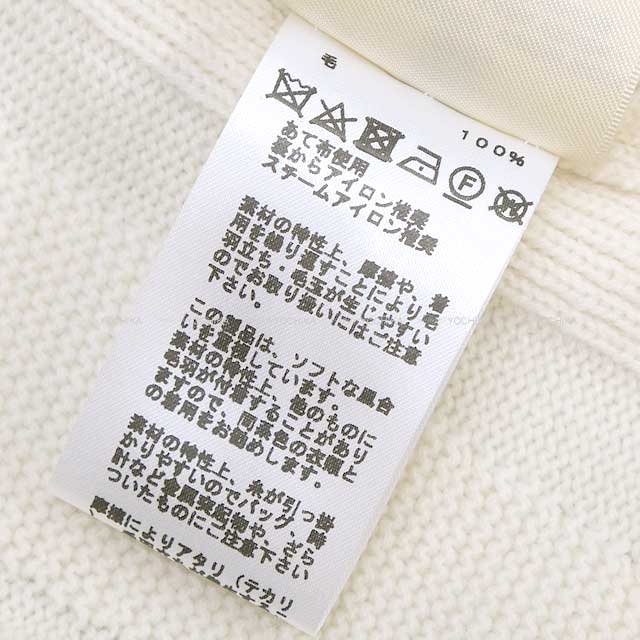 毛
100%
あて布使用
裏からアイロン推奨
スチームアイロン推奨
素材の特性上、摩擦や、着
用を繰り返すことにより毛
羽立ち・毛玉が生じやすい
のでお取り扱いにはご注意
下さい。
この製品は、ソフトな風合
いを重視しています。
素材の特性上、他のものに
毛羽が付着することがあり
ますので、同素色の衣帽と
の着用をお勧めします。
素材の特性上、糸が引っ掛
かりやすいのでバッグ、時
計など金属装飾物や、ざら
ついたものにご注意下さい
摩擦によりアタリ（テカリ